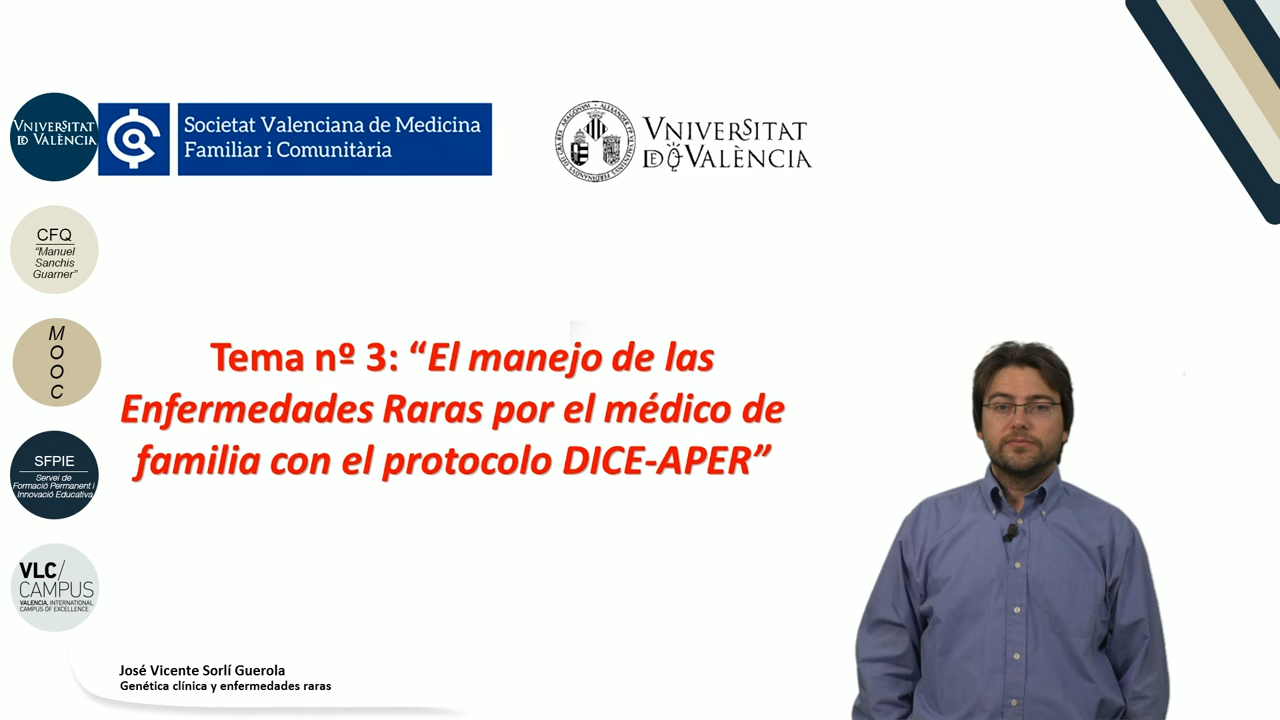 VNIVERSITAT
DE VALÈNCIA
Societat Valenciana de Medicina
Familiar i Comunitària
VNIVERSITAT
DE VALÈNCIA
CFQ
“Manuel
Sanchis
Guarner”
M
O
O
C
Tema nº 3: “El manejo de las
Enfermedades Raras por el médico de
familia con el protocolo DICE-APER”
SFPIE
Servei de
Formació Permanent i
Innovació Educativa
VLC/
CAMPUS
VALENCIA, INTERNATIONAL
CAMPUS OF EXCELLENCE
José Vicente Sorlí Guerola
Genética clínica y enfermedades raras